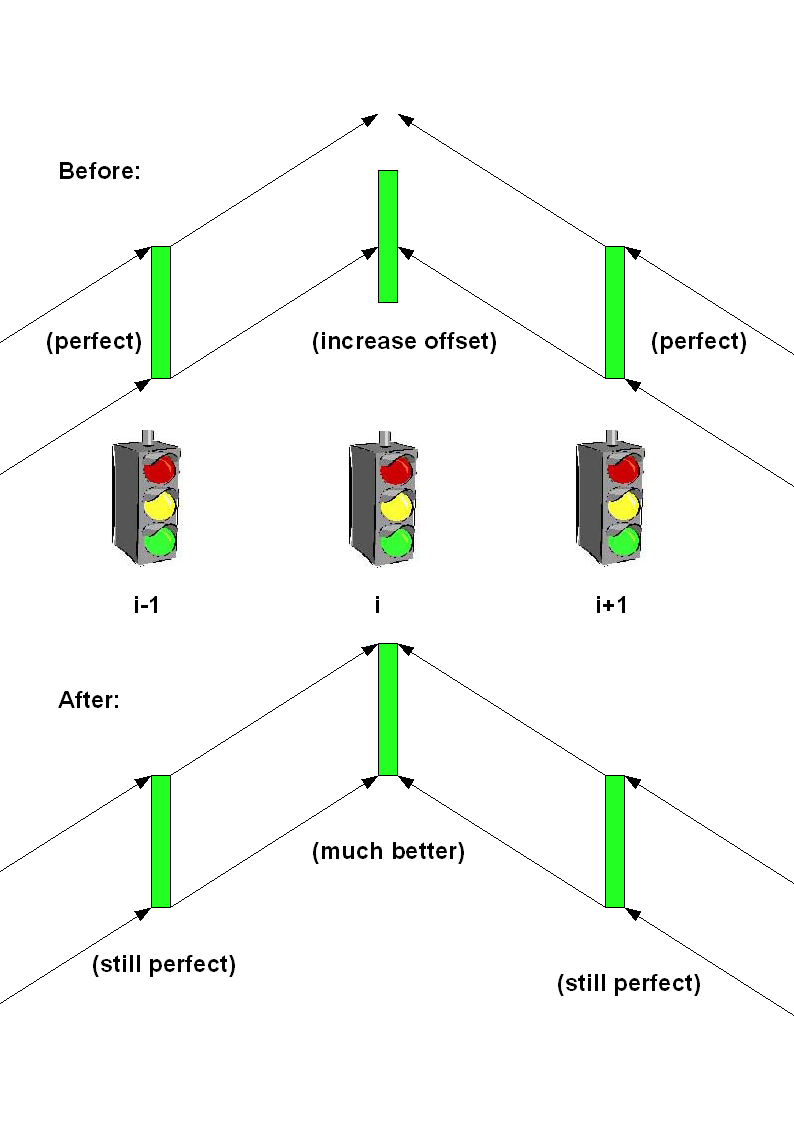 Before:
(perfect)
(increase offset)
(perfect)
i-1
i
i+1
After:
(much better)
(still perfect)
(still perfect)